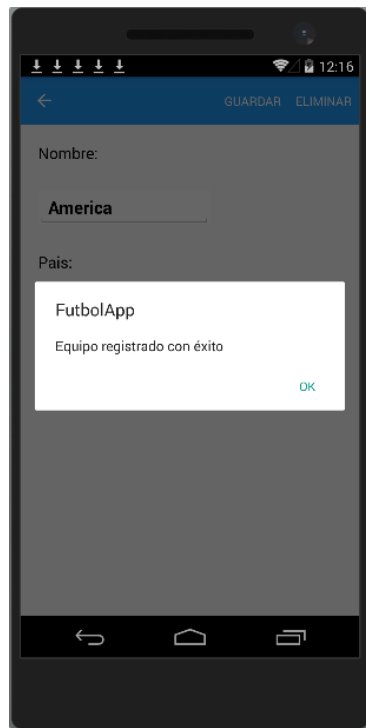 12:16
GUARDAR ELIMINAR
Nombre:
America
Pais:
FutbolApp
Equipo registrado con éxito
OK